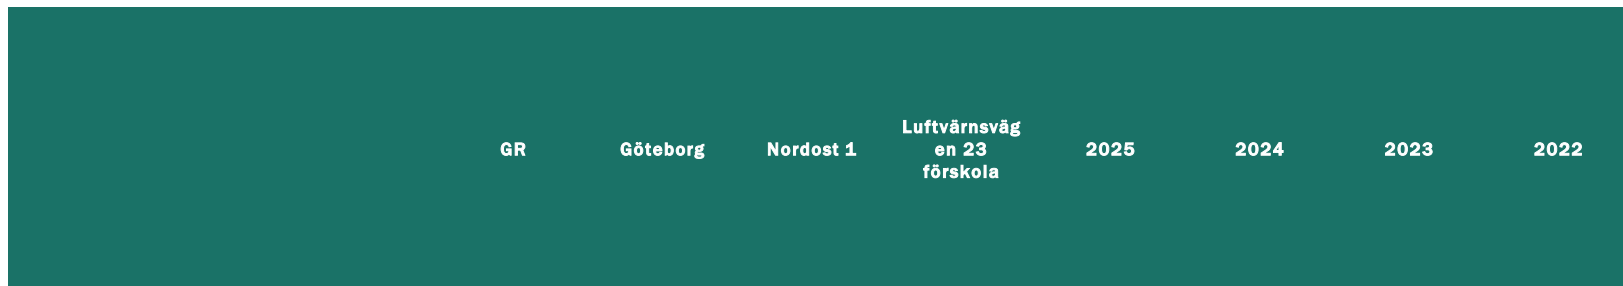 GR Göteborg Nordost 1 Luftvärnsväg
en 23
förskola 2025 2024 2023 2022